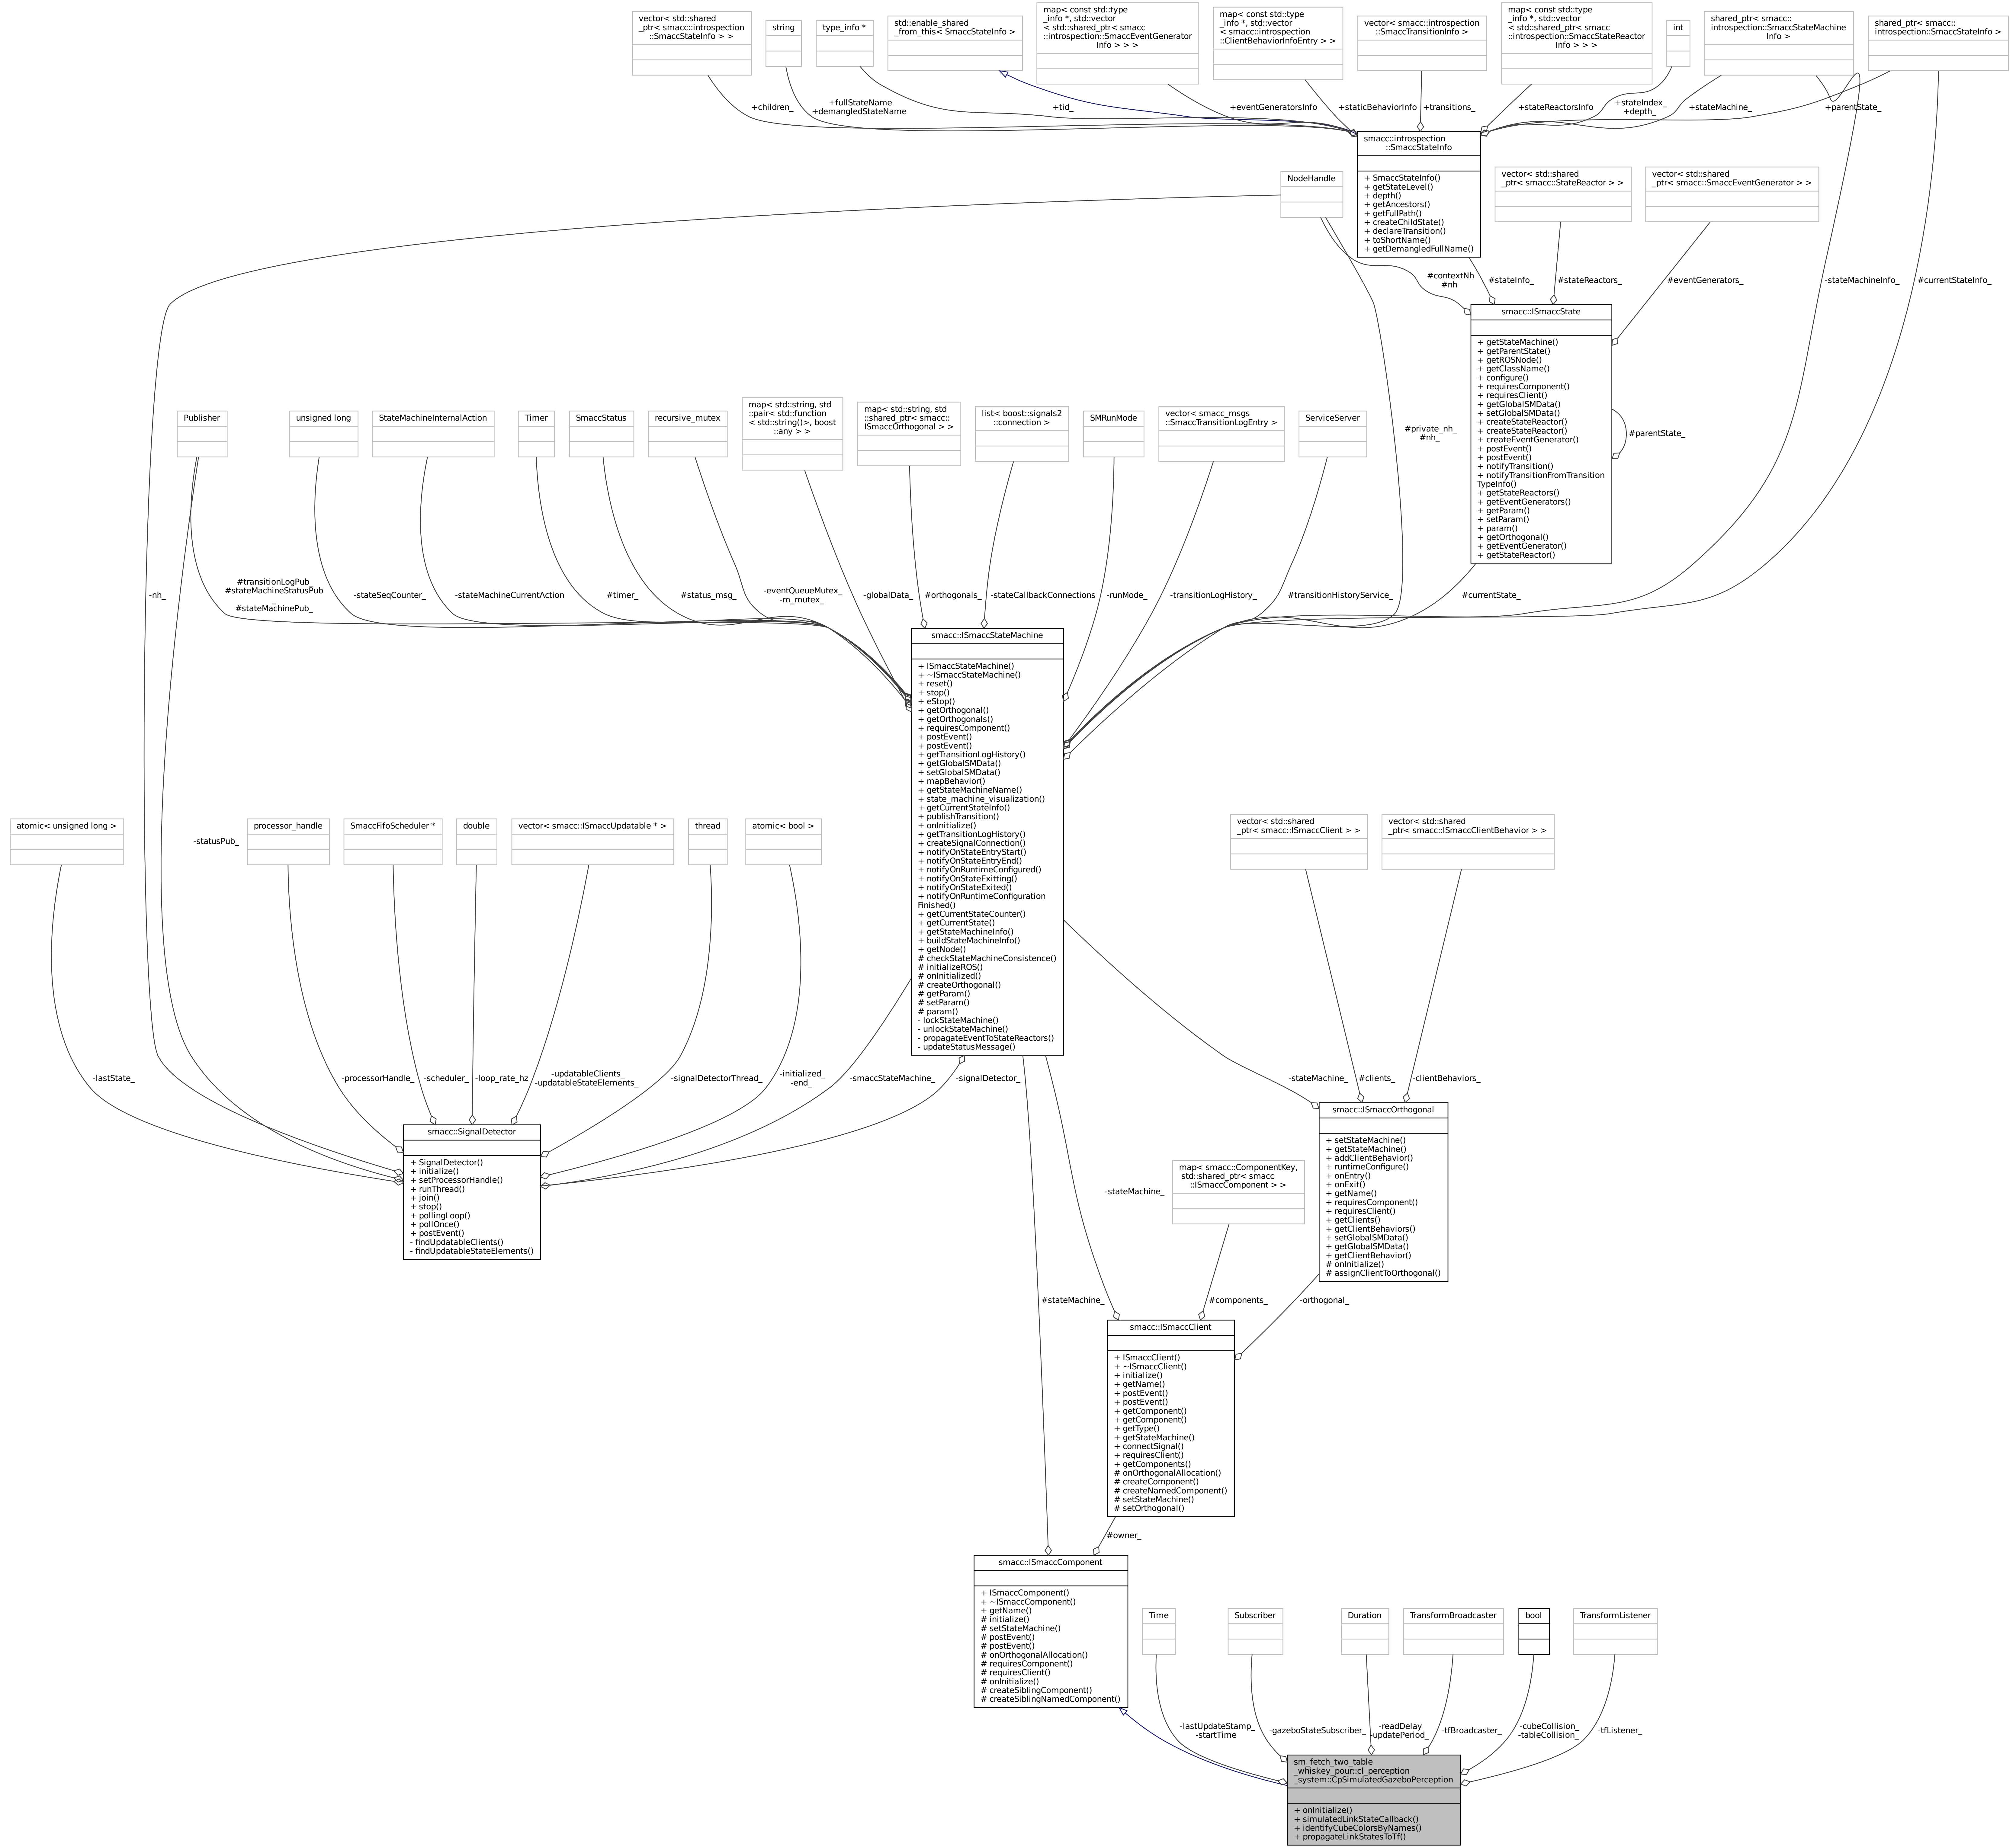 vector< std::shared
_ptr< smacc::introspection
::SmaccStateInfo > >
string
type_info *
std::enable_shared
_from_this< SmaccStateInfo >
map< const std::type
_info *, std::vector
< std::shared_ptr< smacc
::introspection::SmaccEventGenerator
Info > > >
map< const std::type
_info *, std::vector
< smacc::introspection
::ClientBehaviorInfoEntry > >
vector< smacc::introspection
::SmaccTransitionInfo >
map< const std::type
_info *, std::vector
< std::shared_ptr< smacc
::introspection::SmaccStateReactor
Info > > >
int
shared_ptr< smacc::
introspection::SmaccStateMachine
Info >
shared_ptr< smacc::
introspection::SmaccStateInfo >
+children_
+fullStateName
+demangledStateName
+tid_
+eventGeneratorsInfo
+staticBehaviorInfo
+transitions_
+stateReactorsInfo
+stateIndex_
+depth_
+stateMachine_
+parentState_
smacc::introspection
::SmaccStateInfo
+ SmaccStateInfo()
+ getStateLevel()
+ depth()
+ getAncestors()
+ getFullPath()
+ createChildState()
+ declareTransition()
+ toShortName()
+ getDemangledFullName()
NodeHandle
vector< std::shared
_ptr< smacc::StateReactor > >
vector< std::shared
_ptr< smacc::SmaccEventGenerator > >
#contextNh
#nh
#stateInfo_
#stateReactors_
#eventGenerators_
-stateMachineInfo_
#currentStateInfo_
smacc::ISmaccState
+ getStateMachine()
+ getParentState()
+ getROSNode()
+ getClassName()
+ configure()
+ requiresComponent()
+ requiresClient()
+ getGlobalSMData()
+ setGlobalSMData()
+ createStateReactor()
+ createStateReactor()
+ createEventGenerator()
+ postEvent()
+ postEvent()
+ notifyTransition()
+ notifyTransitionFromTransition
TypeInfo()
+ getStateReactors()
+ getEventGenerators()
+ getParam()
+ setParam()
+ param()
+ getOrthogonal()
+ getEventGenerator()
+ getStateReactor()
#parentState_
Publisher
unsigned long
StateMachineInternalAction
Timer
SmaccStatus
recursive_mutex
map< std::string, std
::pair< std::function
< std::string()>, boost
::any > >
map< std::string, std
::shared_ptr< smacc::
ISmaccOrthogonal > >
list< boost::signals2
::connection >
SMRunMode
vector< smacc_msgs
::SmaccTransitionLogEntry >
ServiceServer
#private_nh_
#nh_
-nh_
#transitionLogPub_
#stateMachineStatusPub
_
#stateMachinePub_
-stateSeqCounter_
-stateMachineCurrentAction
#timer_
#status_msg_
-eventQueueMutex_
-m_mutex_
-globalData_
#orthogonals_
-stateCallbackConnections
-runMode_
-transitionLogHistory_
#transitionHistoryService_
#currentState_
smacc::ISmaccStateMachine
+ ISmaccStateMachine()
+ ~ISmaccStateMachine()
+ reset()
+ stop()
+ eStop()
+ getOrthogonal()
+ getOrthogonals()
+ requiresComponent()
+ postEvent()
+ postEvent()
+ getTransitionLogHistory()
+ getGlobalSMData()
+ setGlobalSMData()
+ mapBehavior()
+ getStateMachineName()
+ state_machine_visualization()
+ getCurrentStateInfo()
+ publishTransition()
+ onInitialize()
+ getTransitionLogHistory()
+ createSignalConnection()
+ notifyOnStateEntryStart()
+ notifyOnStateEntryEnd()
+ notifyOnRuntimeConfigured()
+ notifyOnStateExitting()
+ notifyOnStateExited()
+ notifyOnRuntimeConfiguration
Finished()
+ getCurrentStateCounter()
+ getCurrentState()
+ getStateMachineInfo()
+ buildStateMachineInfo()
+ getNode()
# checkStateMachineConsistence()
# initializeROS()
# onInitialized()
# createOrthogonal()
# getParam()
# setParam()
# param()
- lockStateMachine()
- unlockStateMachine()
- propagateEventToStateReactors()
- updateStatusMessage()
atomic< unsigned long >
-statusPub_
processor_handle
SmaccFifoScheduler *
double
vector< smacc::ISmaccUpdatable * >
thread
atomic< bool >
vector< std::shared
_ptr< smacc::ISmaccClient > >
vector< std::shared
_ptr< smacc::ISmaccClientBehavior > >
-lastState_
-processorHandle_
-scheduler_
-loop_rate_hz
-updatableClients_
-updatableStateElements_
-signalDetectorThread_
-initialized_
-end_
-smaccStateMachine_
-signalDetector_
-stateMachine_
#clients_
-clientBehaviors_
smacc::SignalDetector
+ SignalDetector()
+ initialize()
+ setProcessorHandle()
+ runThread()
+ join()
+ stop()
+ pollingLoop()
+ pollOnce()
+ postEvent()
- findUpdatableClients()
- findUpdatableStateElements()
smacc::ISmaccOrthogonal
+ setStateMachine()
+ getStateMachine()
+ addClientBehavior()
+ runtimeConfigure()
+ onEntry()
+ onExit()
+ getName()
+ requiresComponent()
+ requiresClient()
+ getClients()
+ getClientBehaviors()
+ setGlobalSMData()
+ getGlobalSMData()
+ getClientBehavior()
# onInitialize()
# assignClientToOrthogonal()
map< smacc::ComponentKey,
std::shared_ptr< smacc
::ISmaccComponent > >
-stateMachine_
#stateMachine_
#components_
-orthogonal_
smacc::ISmaccClient
+ ISmaccClient()
+ ~ISmaccClient()
+ initialize()
+ getName()
+ postEvent()
+ postEvent()
+ getComponent()
+ getComponent()
+ getType()
+ getStateMachine()
+ connectSignal()
+ requiresClient()
+ getComponents()
# onOrthogonalAllocation()
# createComponent()
# createNamedComponent()
# setStateMachine()
# setOrthogonal()
#owner_
smacc::ISmaccComponent
+ ISmaccComponent()
+ ~ISmaccComponent()
+ getName()
# initialize()
# setStateMachine()
# postEvent()
# postEvent()
# onOrthogonalAllocation()
# requiresComponent()
# requiresClient()
# onInitialize()
# createSiblingComponent()
# createSiblingNamedComponent()
Time
Subscriber
Duration
TransformBroadcaster
bool
TransformListener
-lastUpdateStamp_
-startTime
-gazeboStateSubscriber_
-readDelay
-updatePeriod_
-tfBroadcaster_
-cubeCollision_
-tableCollision_
-tfListener_
sm_fetch_two_table
_whiskey_pour::cl_perception
_system::CpSimulatedGazeboPerception
+ onInitialize()
+ simulatedLinkStateCallback()
+ identifyCubeColorsByNames()
+ propagateLinkStatesToTf()